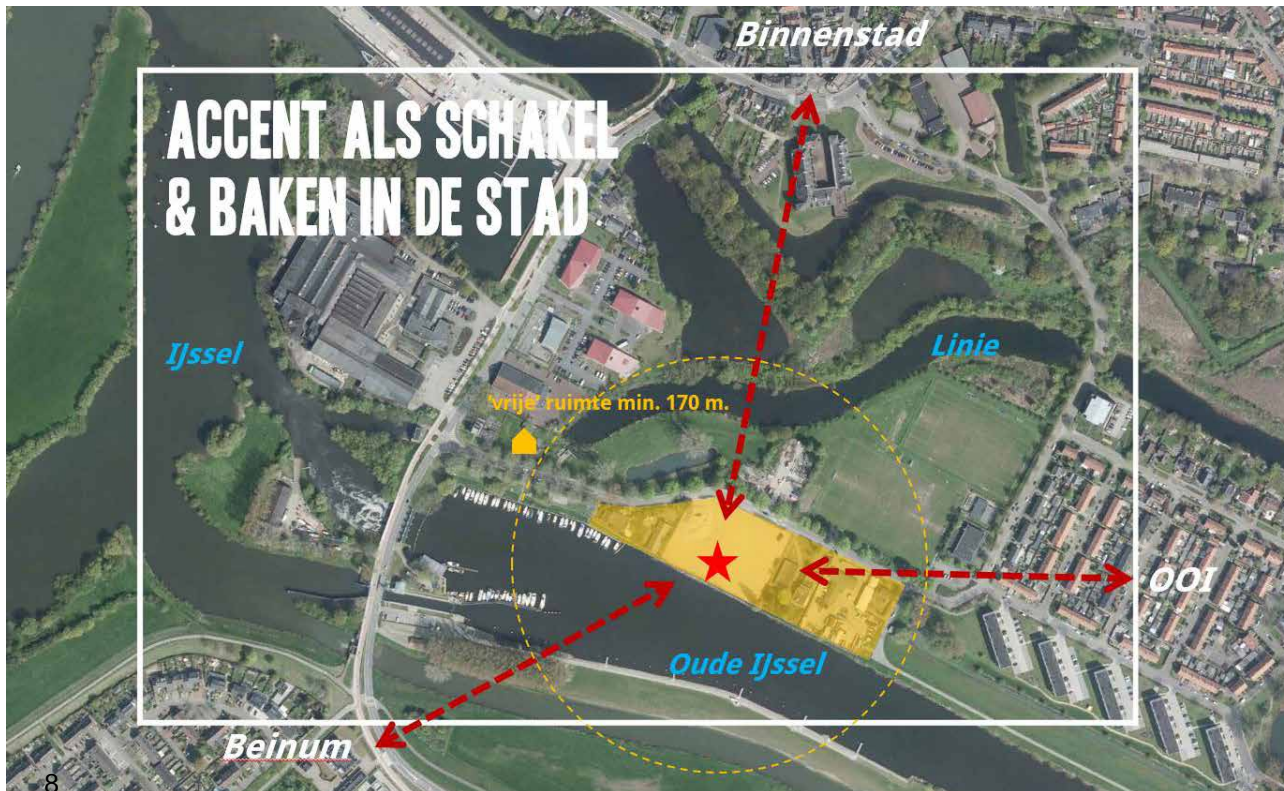 Binnenstad
ACCENT ALS SCHAKEL
& BAKEN IN DE STAD
IJssel
Linie
'vrije' ruimte min. 170 m.
OOI
Oude IJssel
Beinum
8